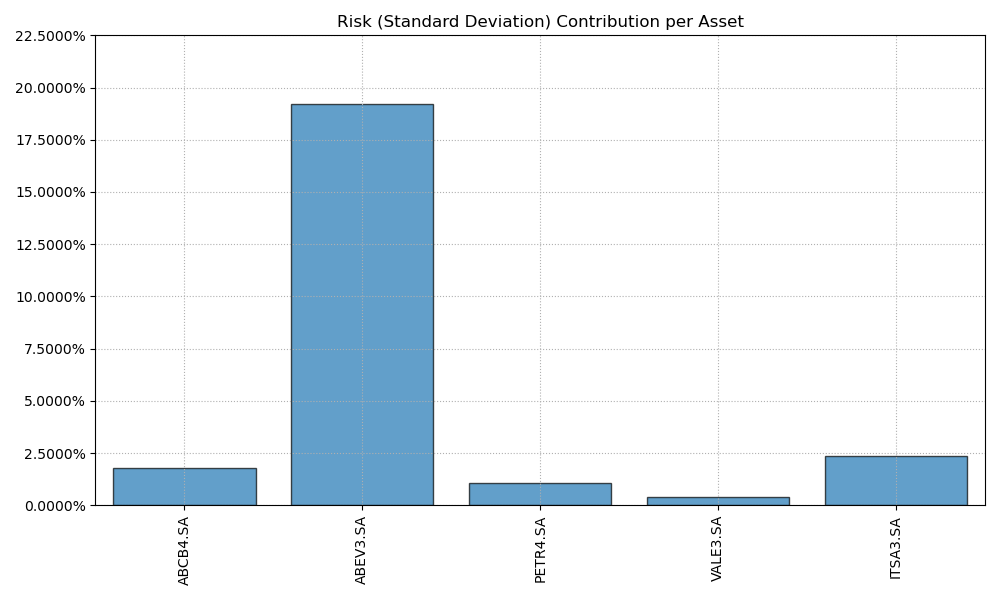 Risk (Standard Deviation) Contribution per Asset
22.5000%
20.0000%
17.5000%
15.0000%
12.5000%
10.0000%
7.5000%
5.0000%
2.5000%
0.0000%
ABCB4.SA
ABEV3.SA
PETR4.SA
VALE3.SA
ITSA3.SA